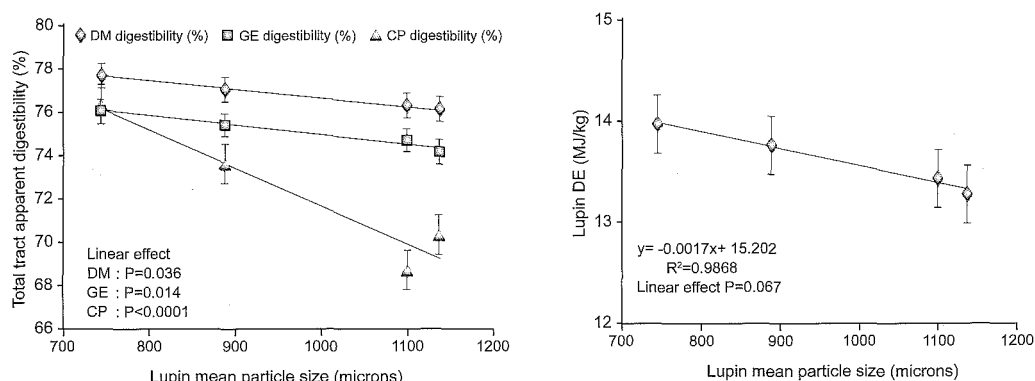 80
DM digestibility (%) GE digestibility (%) CP digestibility (%)
78
76
74
72
70
68
66
700 800 900 1000 1100 1200
Total tract apparent digestibility (%)
Linear effect
DM : P=0.036
GE : P=0.014
CP : P<0.0001
Lupin mean particle size (microns)
15
14
13
12
700 800 900 1000 1100 1200
Lupin DE (MJ/kg)
y= -0.0017x+ 15.202
R²=0.9868
Linear effect P=0.067
Lupin mean particle size (microns)